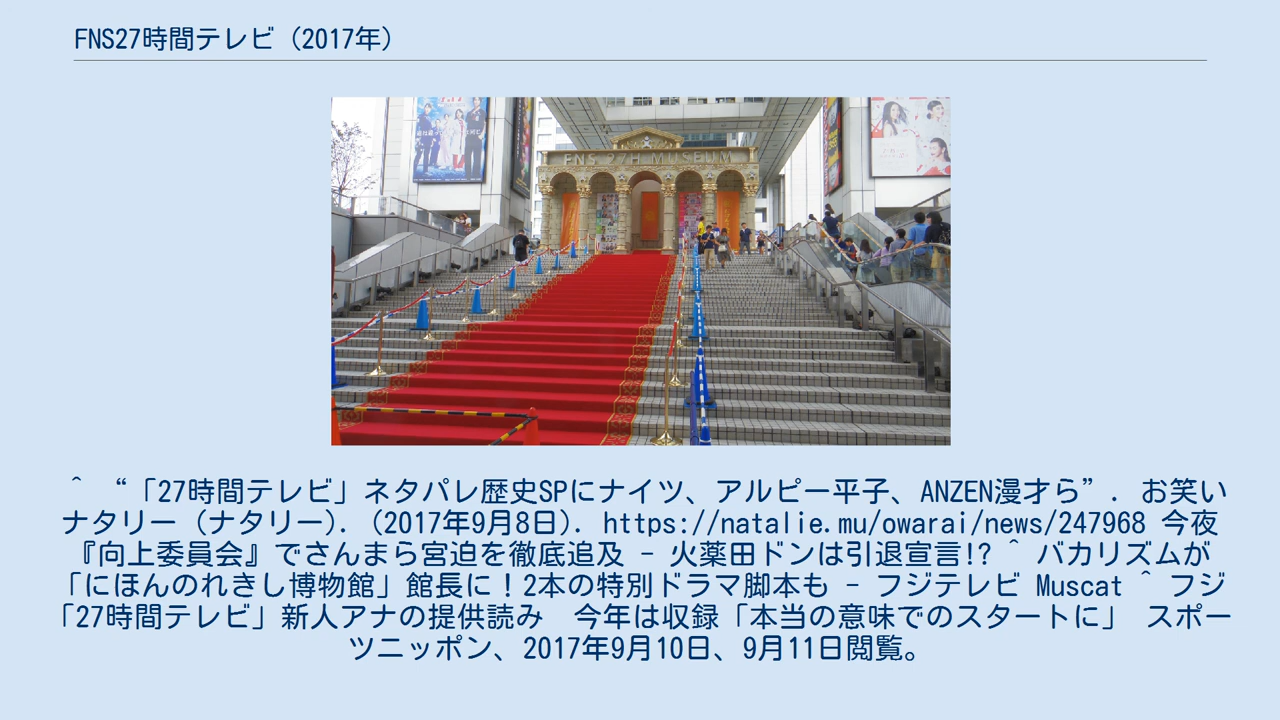 FNS27時間テレビ（2017年）
FNS 27H MUSEUM
^ “「27時間テレビ」ネタパレ歴史SPにナイツ、アルピー平子、ANZEN漫才ら”. お笑い
ナタリー (ナタリー). (2017年9月8日). https://natalie.mu/owarai/news/247968 今夜
『向上委員会』でさんまら宮迫を徹底追及 - 火薬田ドンは引退宣言!? ^ バカリズムが
「にほんのれきし博物館」館長に！2本の特別ドラマ脚本も - フジテレビ Muscat ^ フジ
「27時間テレビ」新人アナの提供読み　今年は収録「本当の意味でのスタートに」 スポー
ツニッポン、2017年9月10日、9月11日閲覧。